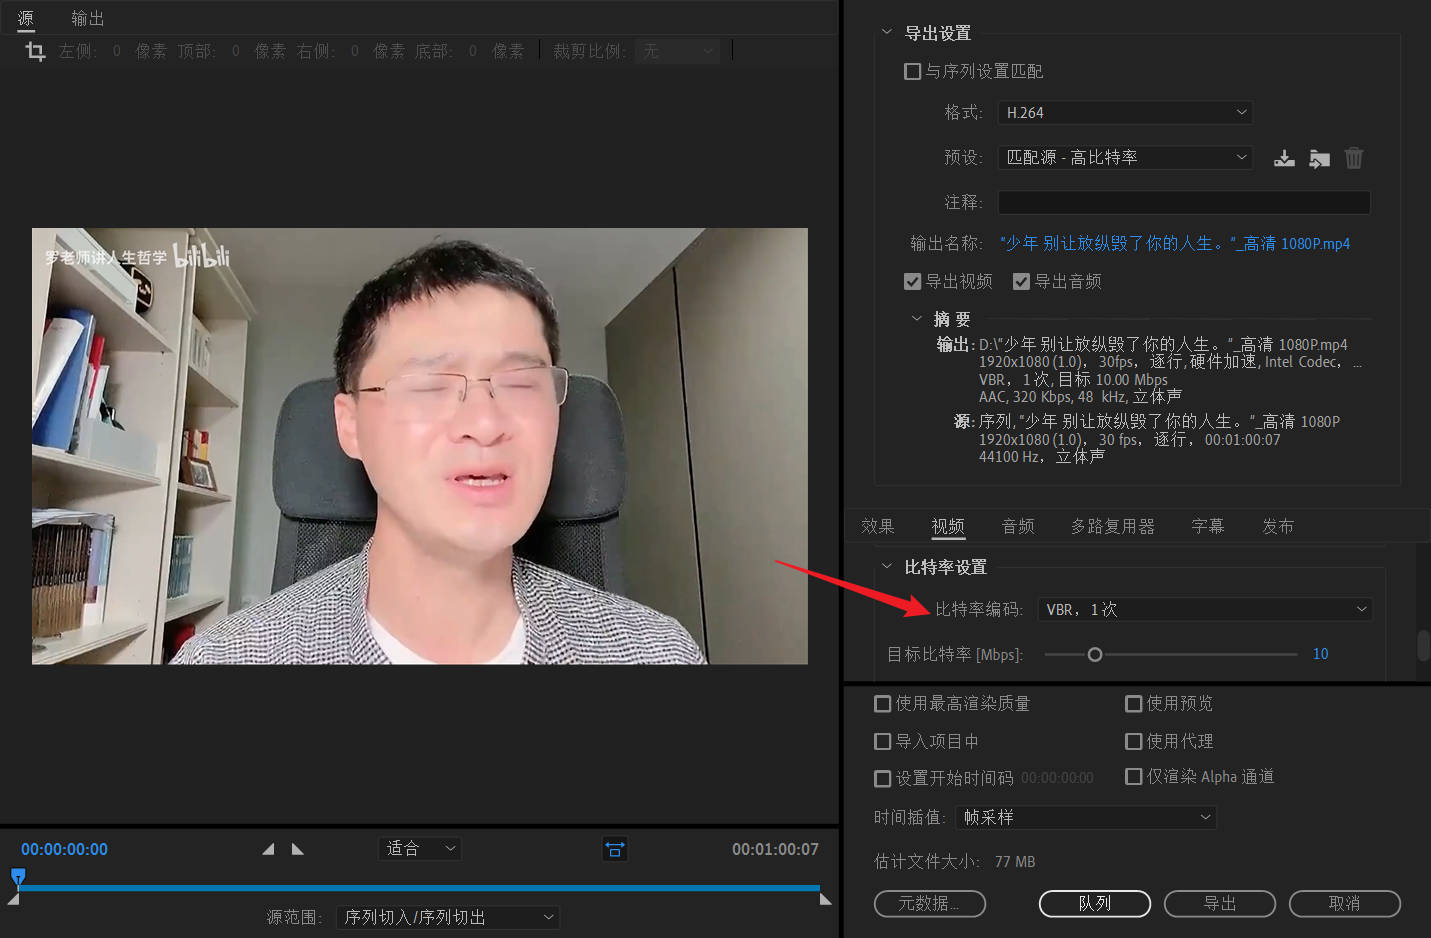 源 输出
左侧: 0 像素 顶部: 0 像素 右侧: 0 像素 底部: 0 像素 裁剪比例: 无
罗老师讲人生哲学 bilibili
00:00:00:00 适合 00:01:00:07
源范围: 序列切入/序列切出
导出设置
与序列设置匹配
格式: H.264
预设: 匹配源 - 高比特率
注释:
输出名称: "少年 别让放纵毁了你的人生。"_高清 1080P.mp4
导出视频 导出音频
摘要
输出: D:\"少年 别让放纵毁了你的人生。"_高清 1080P.mp4
1920x1080 (1.0)，30fps，逐行, 硬件加速, Intel Codec，...
VBR，1 次, 目标 10.00 Mbps
AAC, 320 Kbps, 48 kHz, 立体声
源: 序列, "少年 别让放纵毁了你的人生。"_高清 1080P
1920x1080 (1.0)，30 fps，逐行，00:01:00:07
44100 Hz，立体声
效果 视频 音频 多路复用器 字幕 发布
比特率设置
比特率编码: VBR，1 次
目标比特率 [Mbps]: 10
使用最高渲染质量 使用预览
导入项目中 使用代理
设置开始时间码 00:00:00:00 仅渲染 Alpha 通道
时间插值: 帧采样
估计文件大小: 77 MB
元数据... 队列 导出 取消